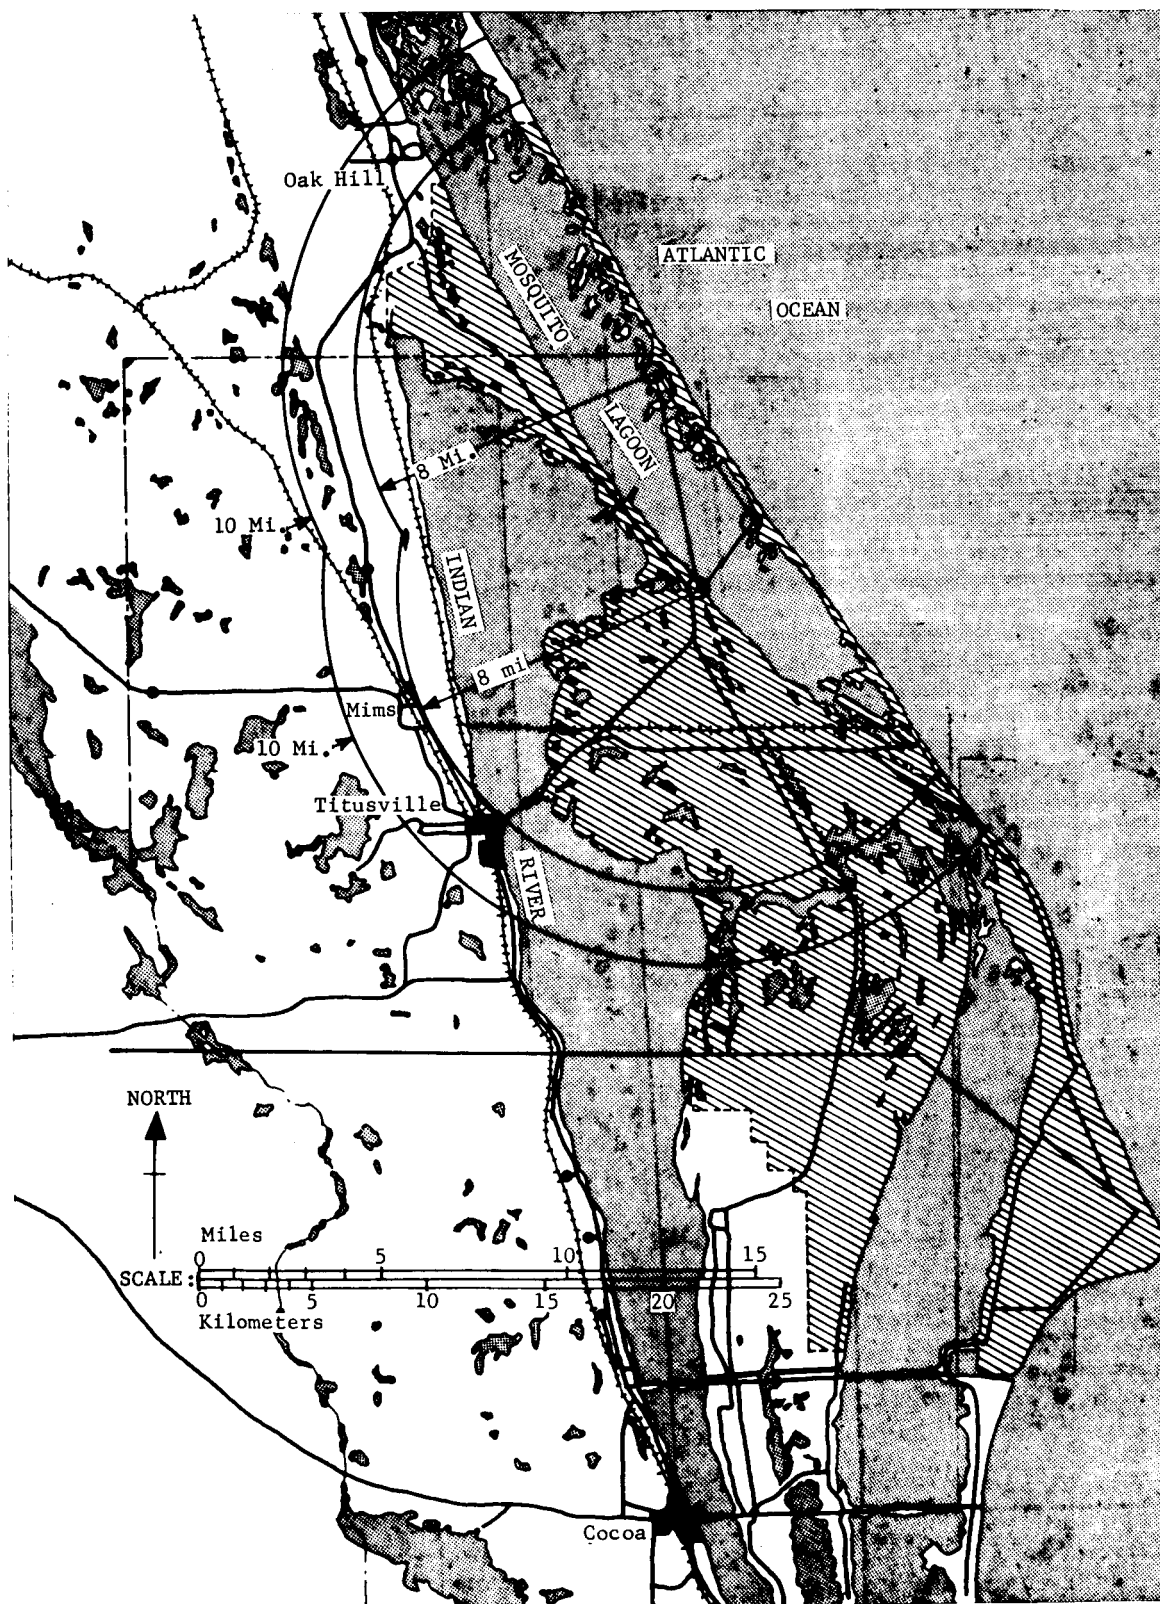 Oak Hill
ATLANTIC
OCEAN
MOSQUITO
LAGOON
8 Mi.
10 Mi.
INDIAN
8 mi
Mims
10 Mi.
Titusville
RIVER
NORTH
Miles
0 5 10 15
SCALE:
0 5 10 15 20 25
Kilometers
Cocoa